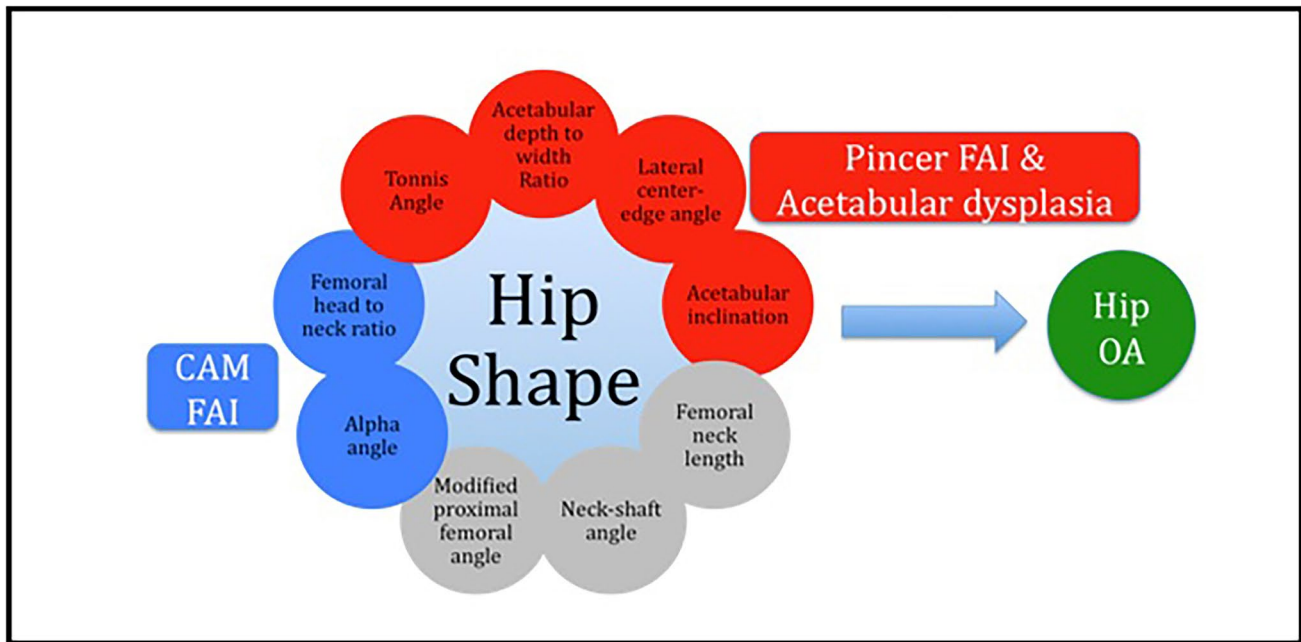 Acetabular
depth to
width
Ratio
Tonnis
Angle
Lateral
center-
edge angle
Pincer FAI &
Acetabular dysplasia
Femoral
head to
neck ratio
Hip
Shape
Acetabular
inclination
Hip
OA
CAM
FAI
Alpha
angle
Femoral
neck
length
Modified
proximal
femoral
angle
Neck-shaft
angle